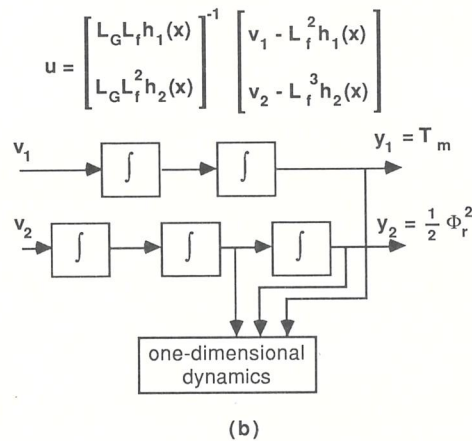 u = [ L_G L_f h_1(x) ; L_G L_f^2 h_2(x) ]^-1 [ v_1 - L_f^2 h_1(x) ; v_2 - L_f^3 h_2(x) ]
v_1 ∫ ∫ y_1 = T_m
v_2 ∫ ∫ ∫ y_2 = 1/2 Φ_r^2
one-dimensional
dynamics
(b)